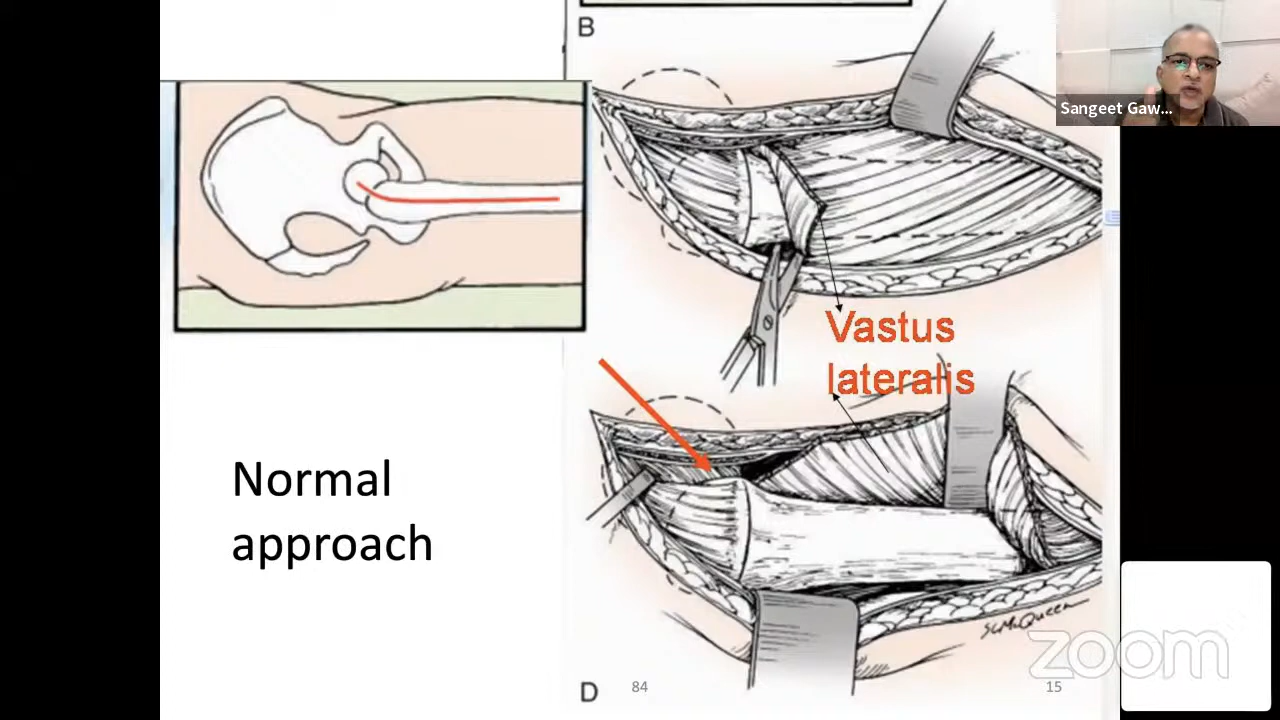 B
Sangeet Gaw...
Vastus
lateralis
Normal
approach
zoom
D
84
15